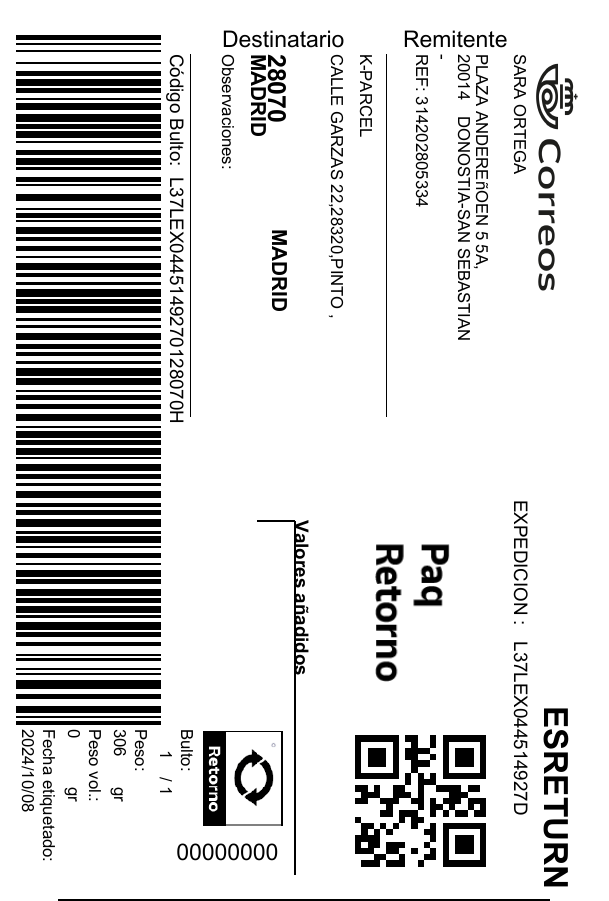 Correos
ESRETURN
SARA ORTEGA
EXPEDICION : L37LEX044514927D
Remitente
PLAZA ANDEREñOEN 5 5A,
20014 DONOSTIA-SAN SEBASTIAN
-
REF: 314202805334
Paq
Retorno
Destinatario
K-PARCEL
CALLE GARZAS 22,28320,PINTO ,
28070 MADRID
MADRID
Observaciones:
Valores añadidos
Retorno
00000000
Código Bulto: L37LEX0445149270128070H
Bulto:
1 / 1
Peso:
306 gr
Peso vol.:
0 gr
Fecha etiquetado:
2024/10/08